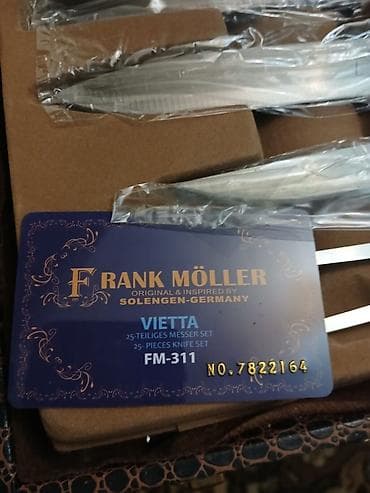 FRANK MÖLLER
ORIGINAL & INSPIRED BY
SOLENGEN-GERMANY
VIETTA
25-TEILIGES MESSER SET
25- PIECES KNIFE SET
FM-311
NO.7822164